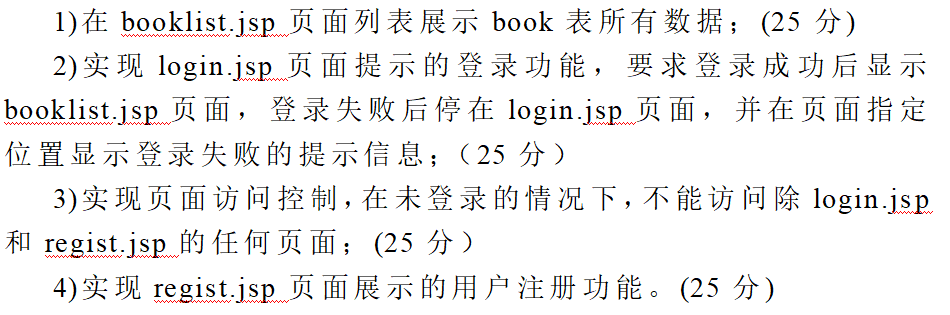 1)在 booklist.jsp 页面列表展示 book 表所有数据；(25 分)
2)实现 login.jsp 页面提示的登录功能，要求登录成功后显示
booklist.jsp 页面，登录失败后停在 login.jsp 页面，并在页面指定
位置显示登录失败的提示信息；（25 分）
3)实现页面访问控制，在未登录的情况下，不能访问除 login.jsp
和 regist.jsp 的任何页面；(25 分）
4)实现 regist.jsp 页面展示的用户注册功能。(25 分)